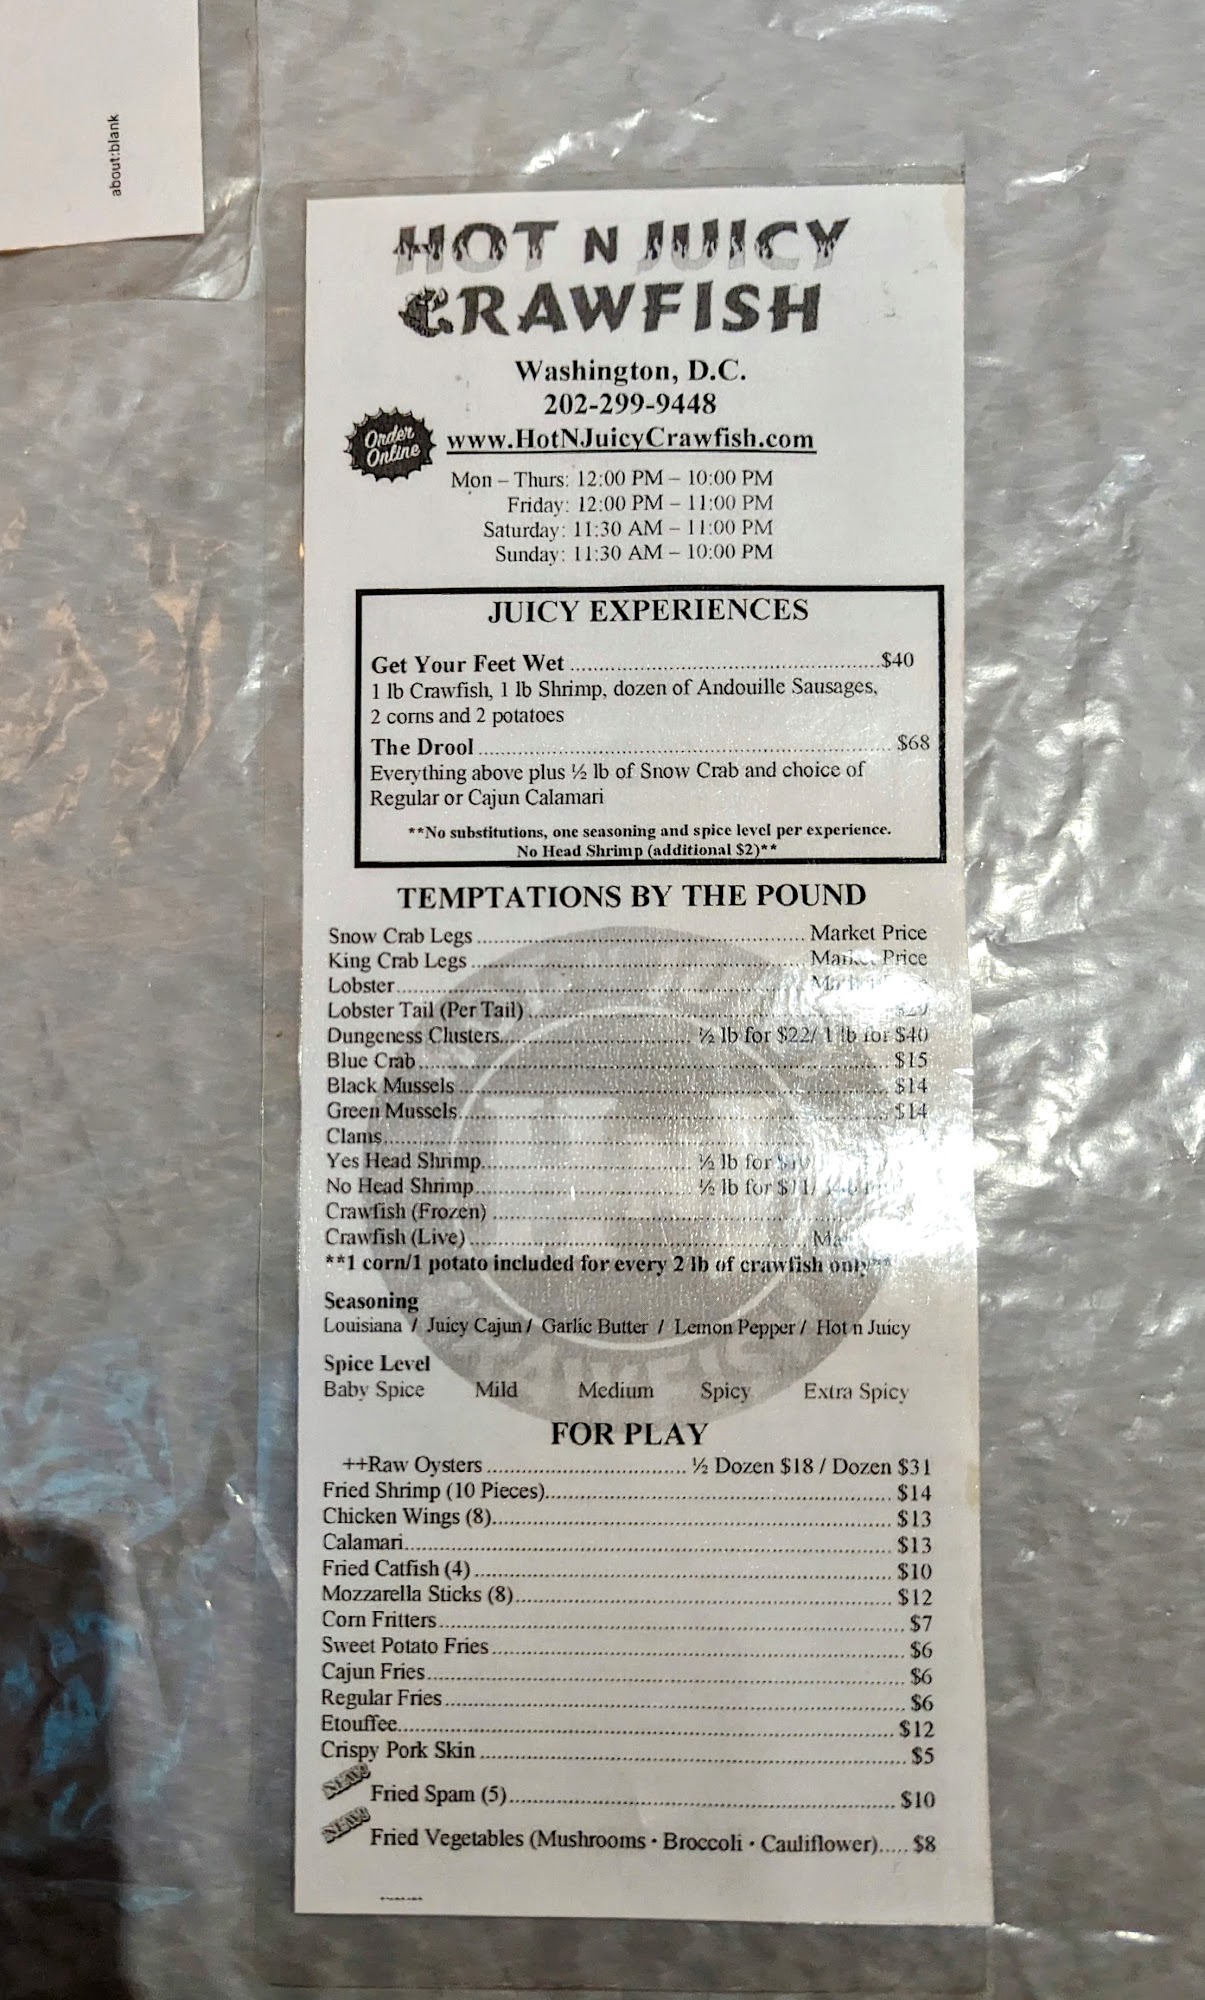 about:blank
HOT N JUICY
CRAWFISH
Washington, D.C.
202-299-9448
Order Online
www.HotNJuicyCrawfish.com
Mon – Thurs: 12:00 PM – 10:00 PM
Friday: 12:00 PM – 11:00 PM
Saturday: 11:30 AM – 11:00 PM
Sunday: 11:30 AM – 10:00 PM
JUICY EXPERIENCES
Get Your Feet Wet ... $40
1 lb Crawfish, 1 lb Shrimp, dozen of Andouille Sausages,
2 corns and 2 potatoes
The Drool ... $68
Everything above plus ½ lb of Snow Crab and choice of
Regular or Cajun Calamari
**No substitutions, one seasoning and spice level per experience.
No Head Shrimp (additional $2)**
TEMPTATIONS BY THE POUND
Snow Crab Legs ... Market Price
King Crab Legs ... Market Price
Lobster...
Lobster Tail (Per Tail) ...
Dungeness Clusters... ½ lb for $22/ 1 lb for $40
Blue Crab ... $15
Black Mussels ... $14
Green Mussels... $14
Clams...
Yes Head Shrimp... ½ lb for
No Head Shrimp... ½ lb for $11/
Crawfish (Frozen) ...
Crawfish (Live) ...
**1 corn/1 potato included for every 2 lb of crawfish only**
Seasoning
Louisiana / Juicy Cajun / Garlic Butter / Lemon Pepper / Hot n Juicy
Spice Level
Baby Spice Mild Medium Spicy Extra Spicy
FOR PLAY
++Raw Oysters ... ½ Dozen $18 / Dozen $31
Fried Shrimp (10 Pieces)... $14
Chicken Wings (8)... $13
Calamari... $13
Fried Catfish (4) ... $10
Mozzarella Sticks (8)... $12
Corn Fritters... $7
Sweet Potato Fries... $6
Cajun Fries... $6
Regular Fries... $6
Etouffee... $12
Crispy Pork Skin ... $5
NEW! Fried Spam (5)... $10
NEW! Fried Vegetables (Mushrooms • Broccoli • Cauliflower)..... $8